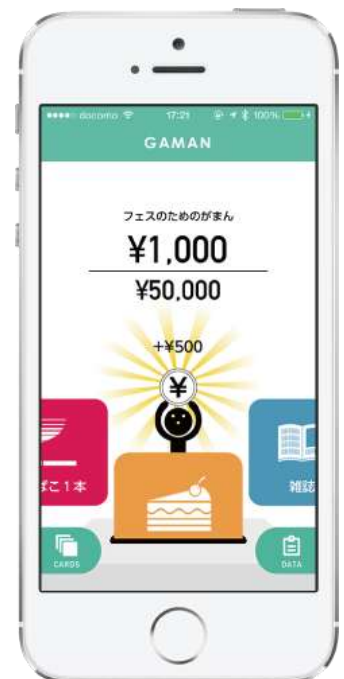 docomo 17:21 100%
GAMAN
フェスのためのがまん
¥1,000
¥50,000
+¥500
¥
ばこ1本
雑誌
CARDS
DATA